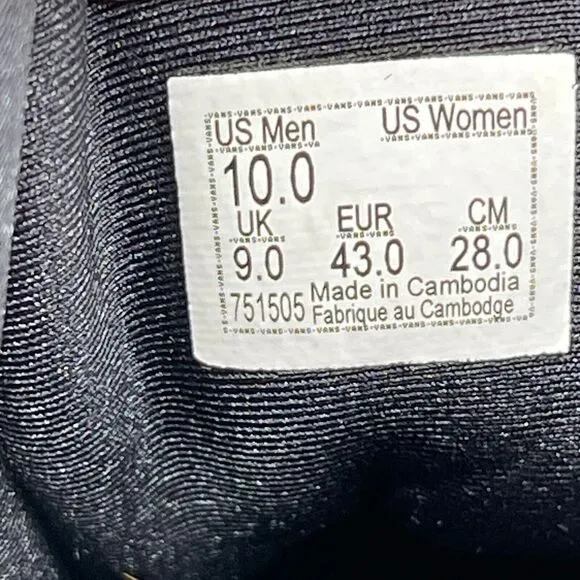 US Men US Women
10.0
UK EUR CM
9.0 43.0 28.0
751505 Made in Cambodia
Fabrique au Cambodge